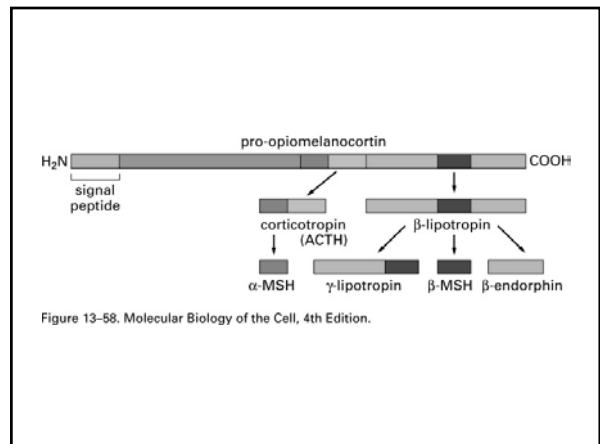 pro-opiomelanocortin
H₂N
COOH
signal
peptide
corticotropin
(ACTH)
β-lipotropin
α-MSH
γ-lipotropin
β-MSH
β-endorphin
Figure 13–58. Molecular Biology of the Cell, 4th Edition.